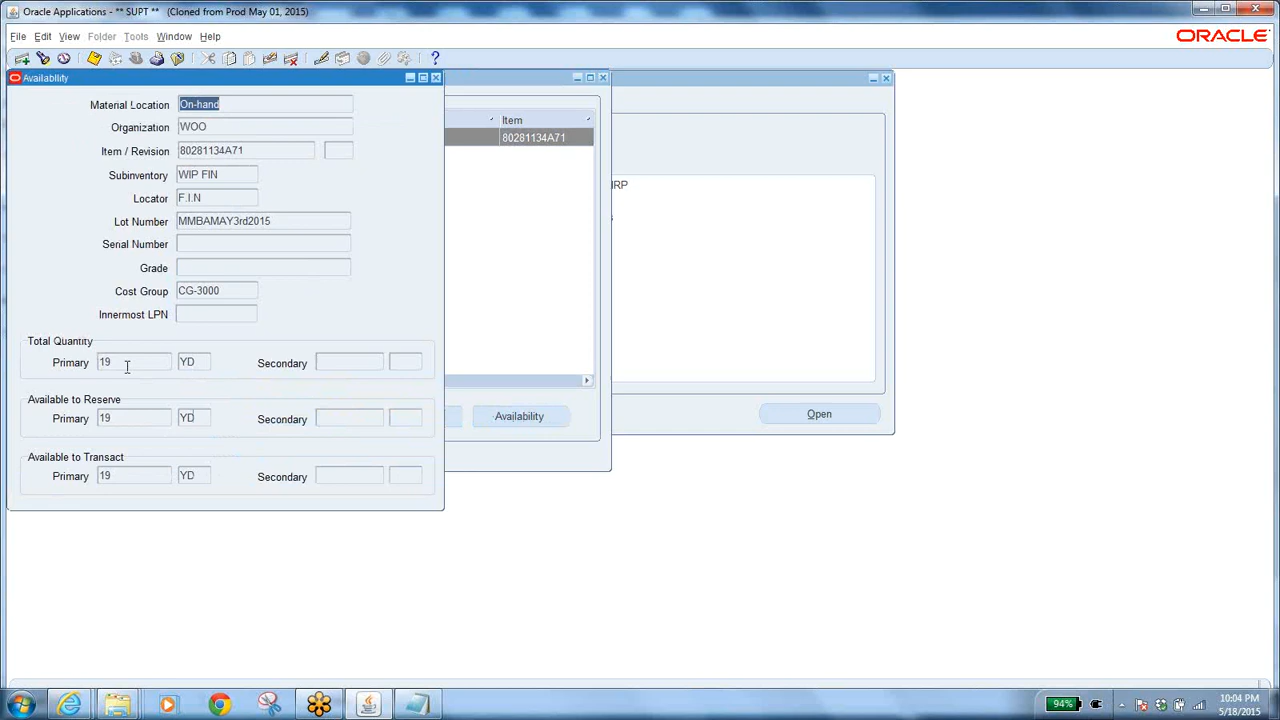 Oracle Applications - ** SUPT ** (Cloned from Prod May 01, 2015)
File Edit View Folder Tools Window Help
ORACLE
Availability
Material Location On-hand
Organization WOO
Item / Revision 80281134A71
Subinventory WIP FIN
Locator F.I.N
Lot Number MMBAMAY3rd2015
Serial Number
Grade
Cost Group CG-3000
Innermost LPN
Total Quantity
Primary 19 YD Secondary
Available to Reserve
Primary 19 YD Secondary
Available to Transact
Primary 19 YD Secondary
Item
80281134A71
Availability
Open
94%
10:04 PM
5/18/2015